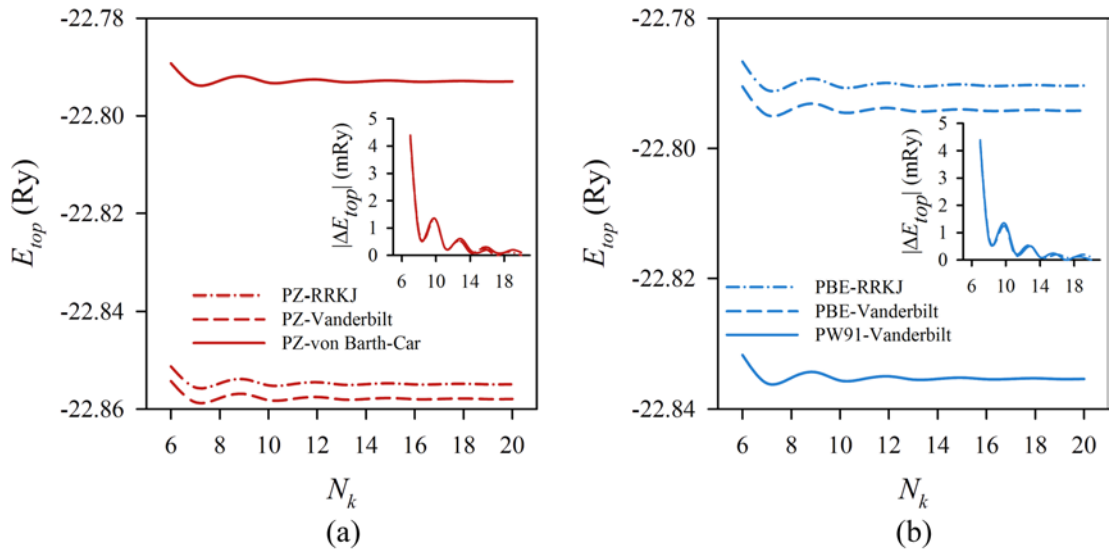 -22.78
-22.80
-22.82
-22.84
-22.86
E_top (Ry)
5
4
3
2
1
0
|ΔE_top| (mRy)
6 10 14 18
PZ-RRKJ
PZ-Vanderbilt
PZ-von Barth-Car
6 8 10 12 14 16 18 20
N_k
(a)
-22.78
-22.80
-22.82
-22.84
E_top (Ry)
5
4
3
2
1
0
|ΔE_top| (mRy)
6 10 14 18
PBE-RRKJ
PBE-Vanderbilt
PW91-Vanderbilt
6 8 10 12 14 16 18 20
N_k
(b)